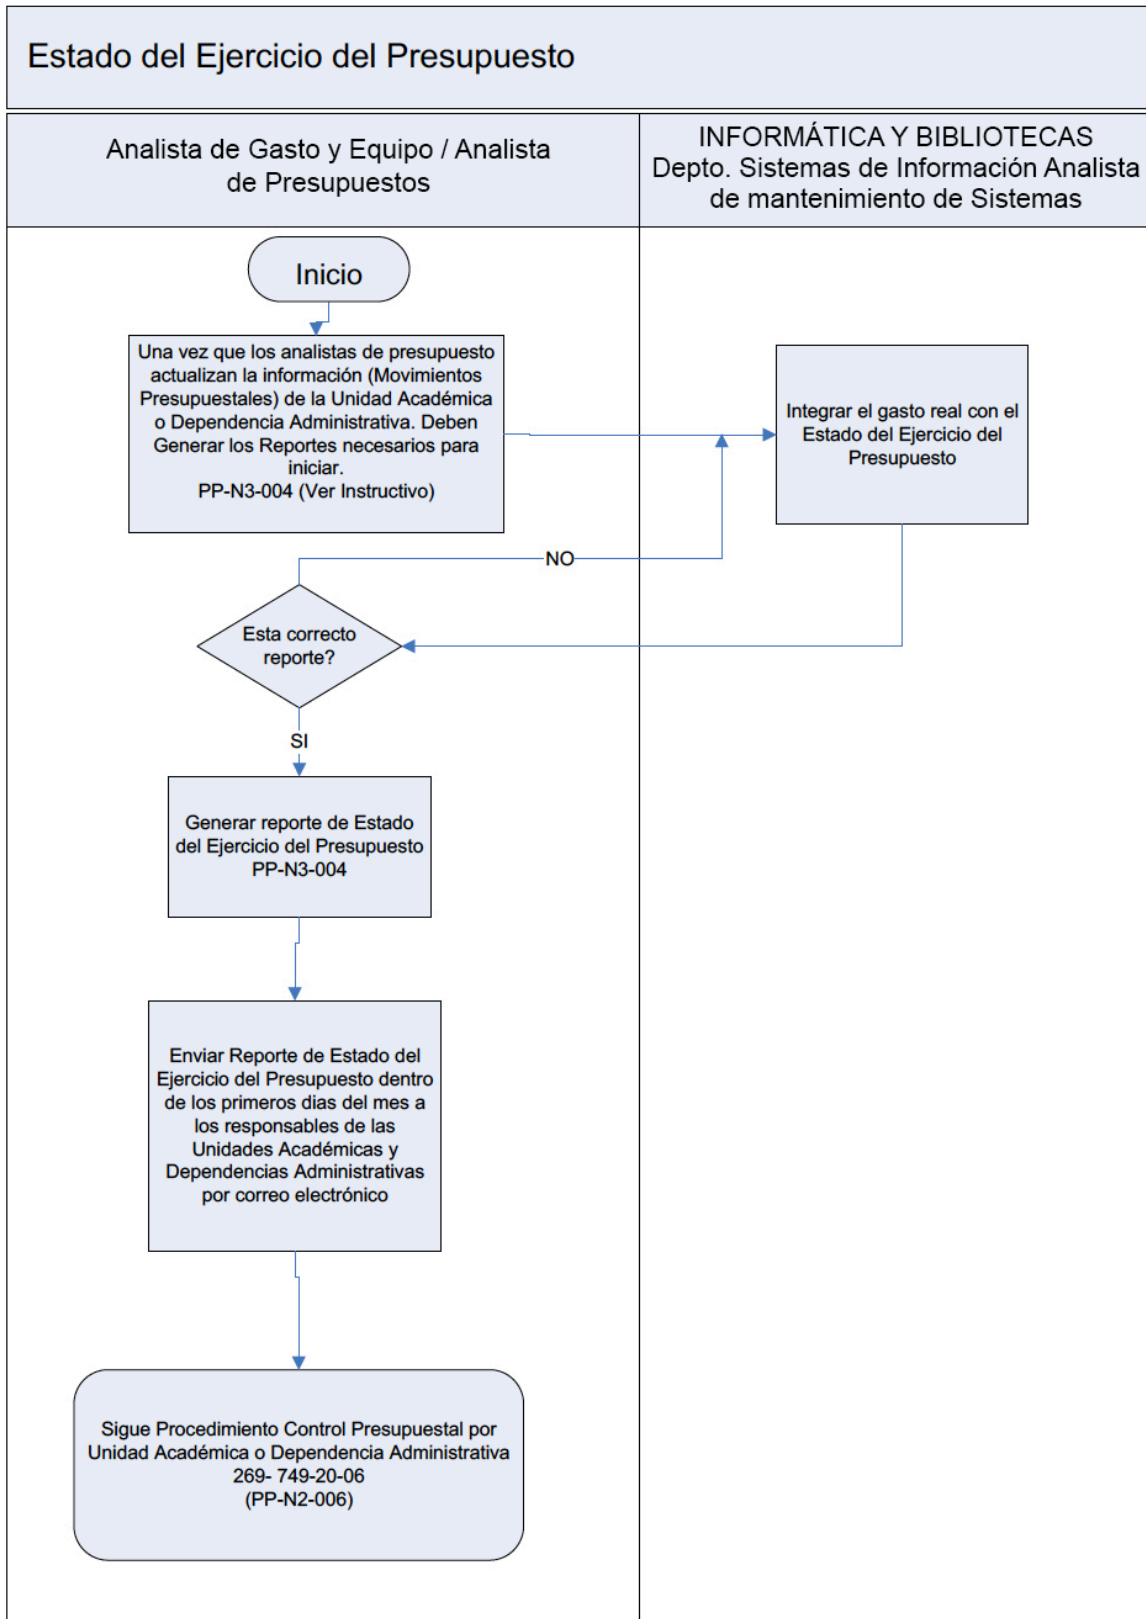 Estado del Ejercicio del Presupuesto
Analista de Gasto y Equipo / Analista
de Presupuestos
INFORMÁTICA Y BIBLIOTECAS
Depto. Sistemas de Información Analista
de mantenimiento de Sistemas
Inicio
Una vez que los analistas de presupuesto
actualizan la información (Movimientos
Presupuestales) de la Unidad Académica
o Dependencia Administrativa. Deben
Generar los Reportes necesarios para
iniciar.
PP-N3-004 (Ver Instructivo)
Integrar el gasto real con el
Estado del Ejercicio del
Presupuesto
NO
Esta correcto
reporte?
SI
Generar reporte de Estado
del Ejercicio del Presupuesto
PP-N3-004
Enviar Reporte de Estado del
Ejercicio del Presupuesto dentro
de los primeros dias del mes a
los responsables de las
Unidades Académicas y
Dependencias Administrativas
por correo electrónico
Sigue Procedimiento Control Presupuestal por
Unidad Académica o Dependencia Administrativa
269- 749-20-06
(PP-N2-006)